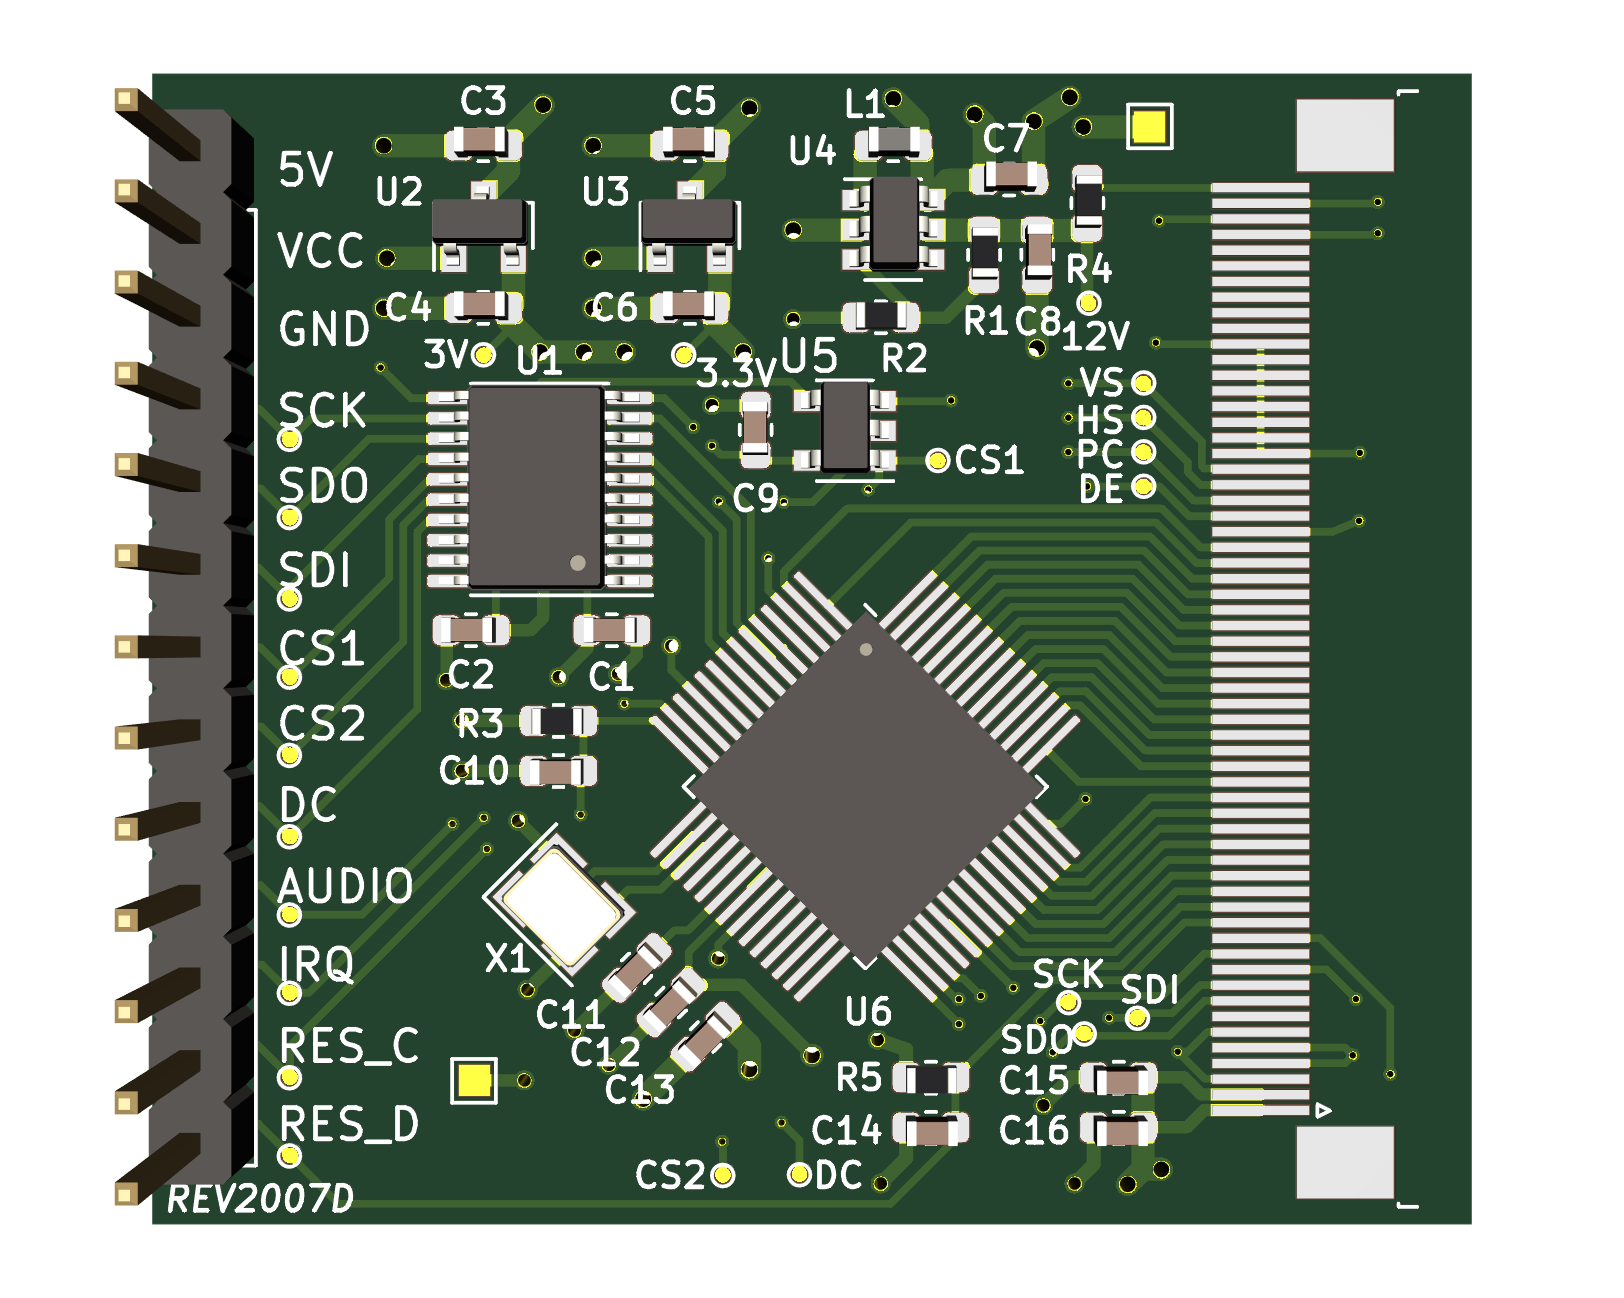 C3
C5
L1
C7
U4
5V
U2
U3
VCC
R4
C4
C6
GND
R1
C8
12V
3V
U1
3.3V
U5
R2
VS
HS
PC
DE
SCK
CS1
SDO
C9
SDI
CS1
C2
C1
CS2
R3
C10
DC
AUDIO
IRQ
X1
SCK
SDI
C11
U6
SDO
RES_C
C12
C13
R5
C15
RES_D
C14
C16
CS2
DC
REV2007D